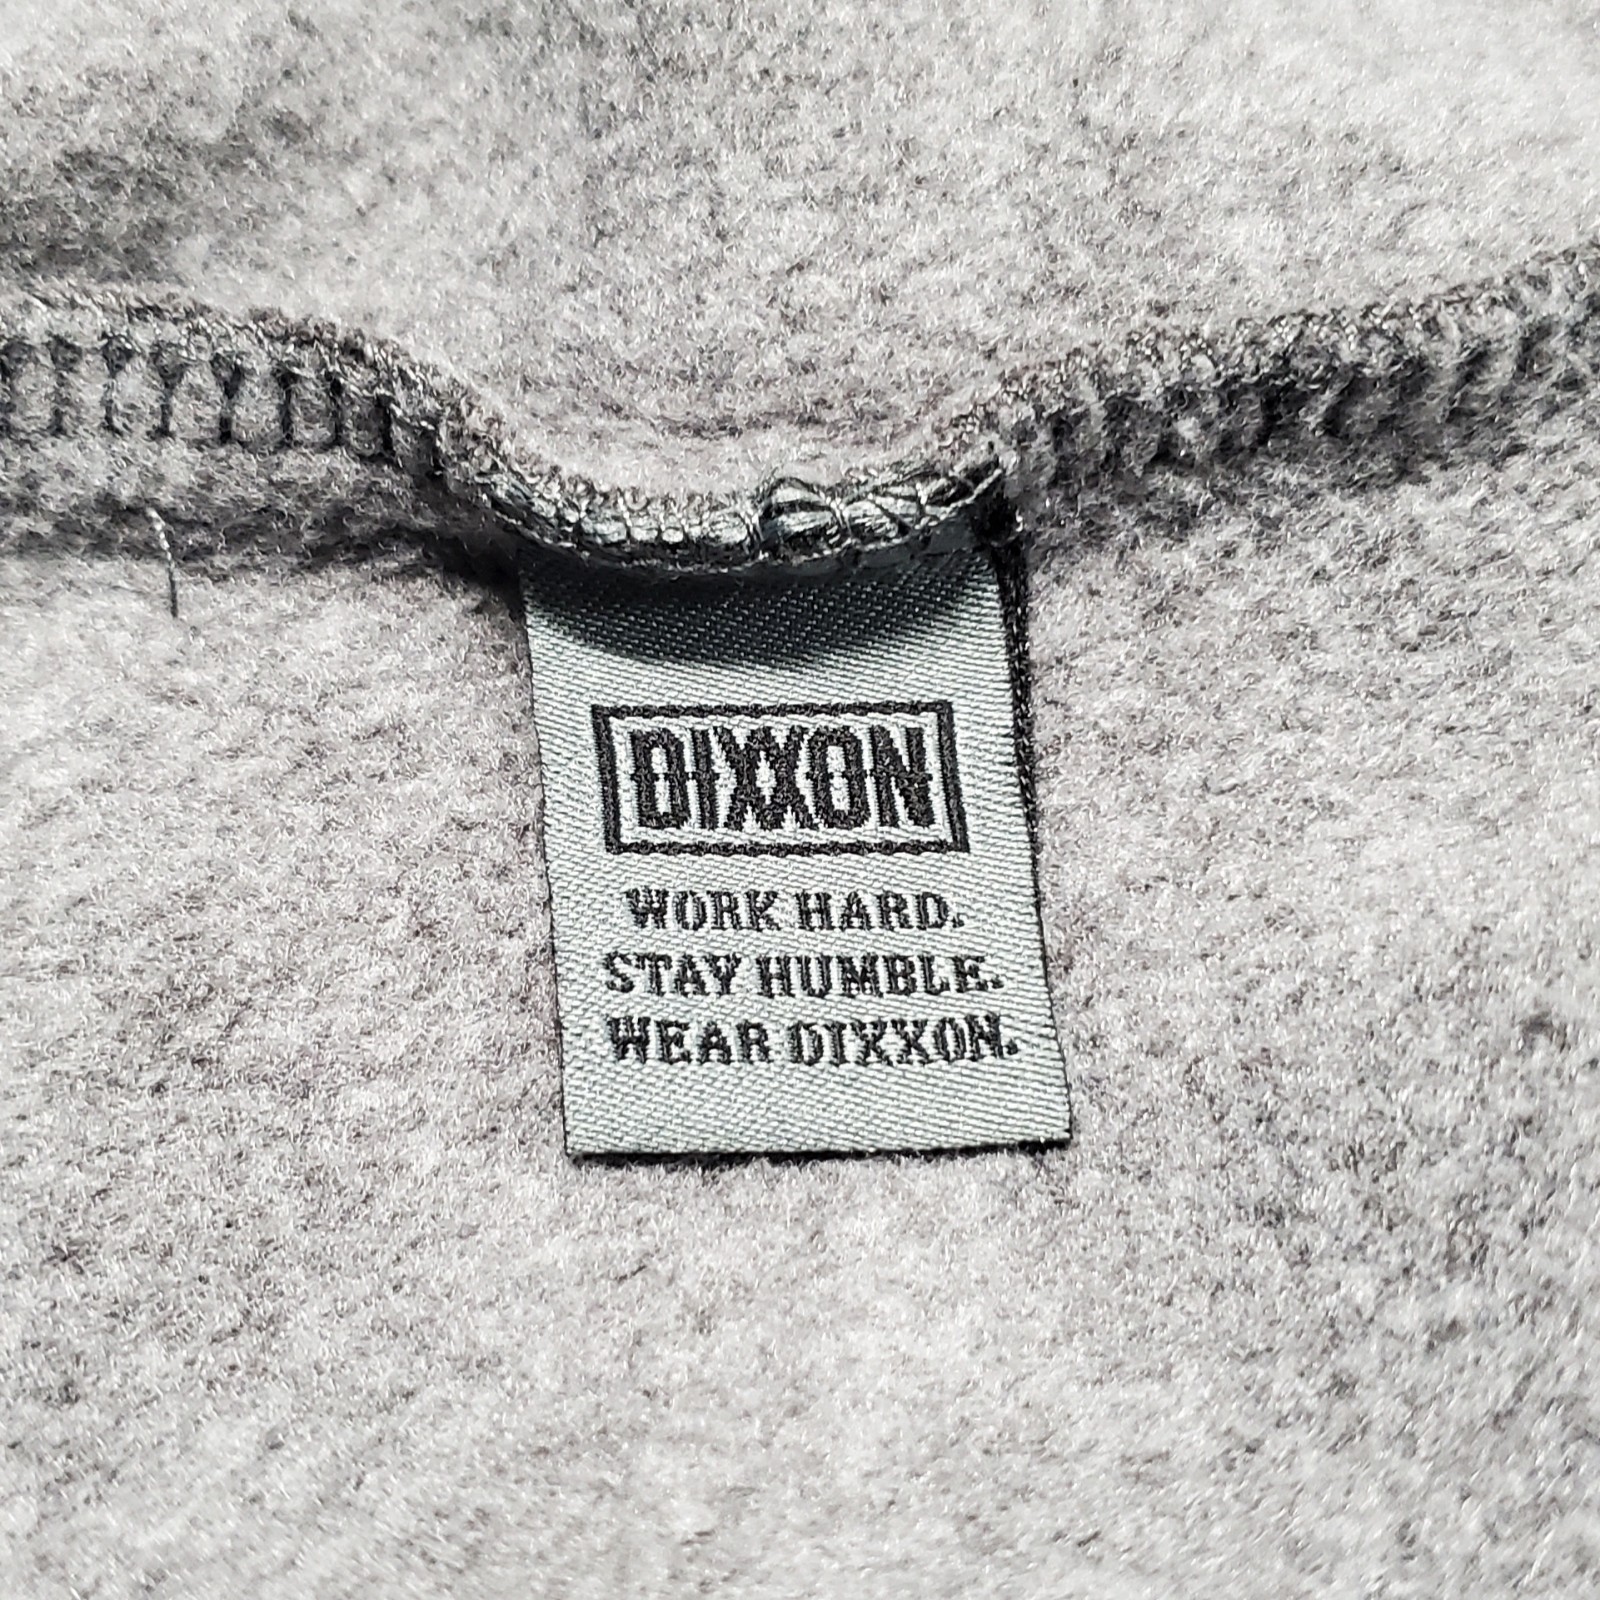 DIXXON
WORK HARD.
STAY HUMBLE.
WEAR DIXXON.